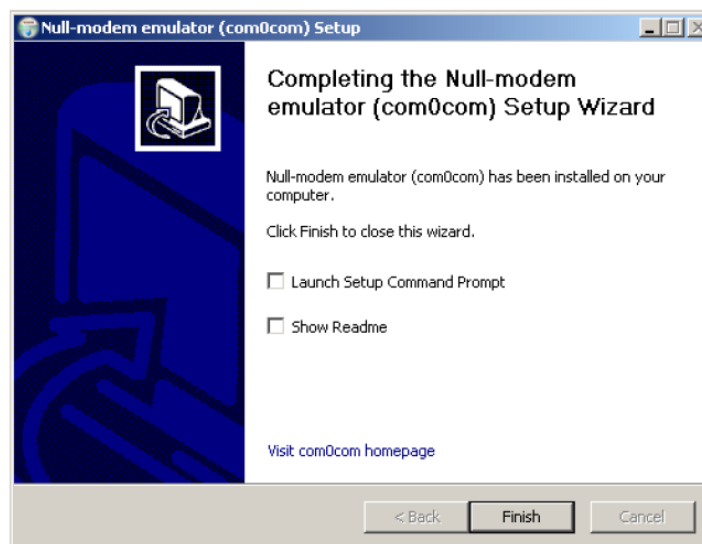 Null-modem emulator (com0com) Setup
Completing the Null-modem
emulator (com0com) Setup Wizard
Null-modem emulator (com0com) has been installed on your
computer.
Click Finish to close this wizard.
Launch Setup Command Prompt
Show Readme
Visit com0com homepage
< Back
Finish
Cancel